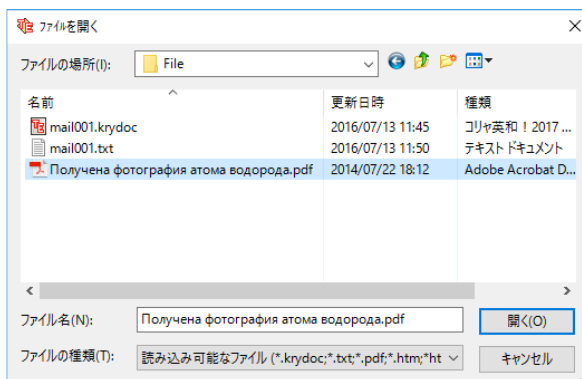 ファイルを開く
ファイルの場所(I): File
名前 更新日時 種類
mail001.krydoc 2016/07/13 11:45 コリャ英和！2017 ...
mail001.txt 2016/07/13 11:50 テキスト ドキュメント
Получена фотография атома водорода.pdf 2014/07/22 18:12 Adobe Acrobat D...
ファイル名(N): Получена фотография атома водорода.pdf 開く(O)
ファイルの種類(T): 読み込み可能なファイル (*.krydoc;*.txt;*.pdf;*.htm;*ht キャンセル